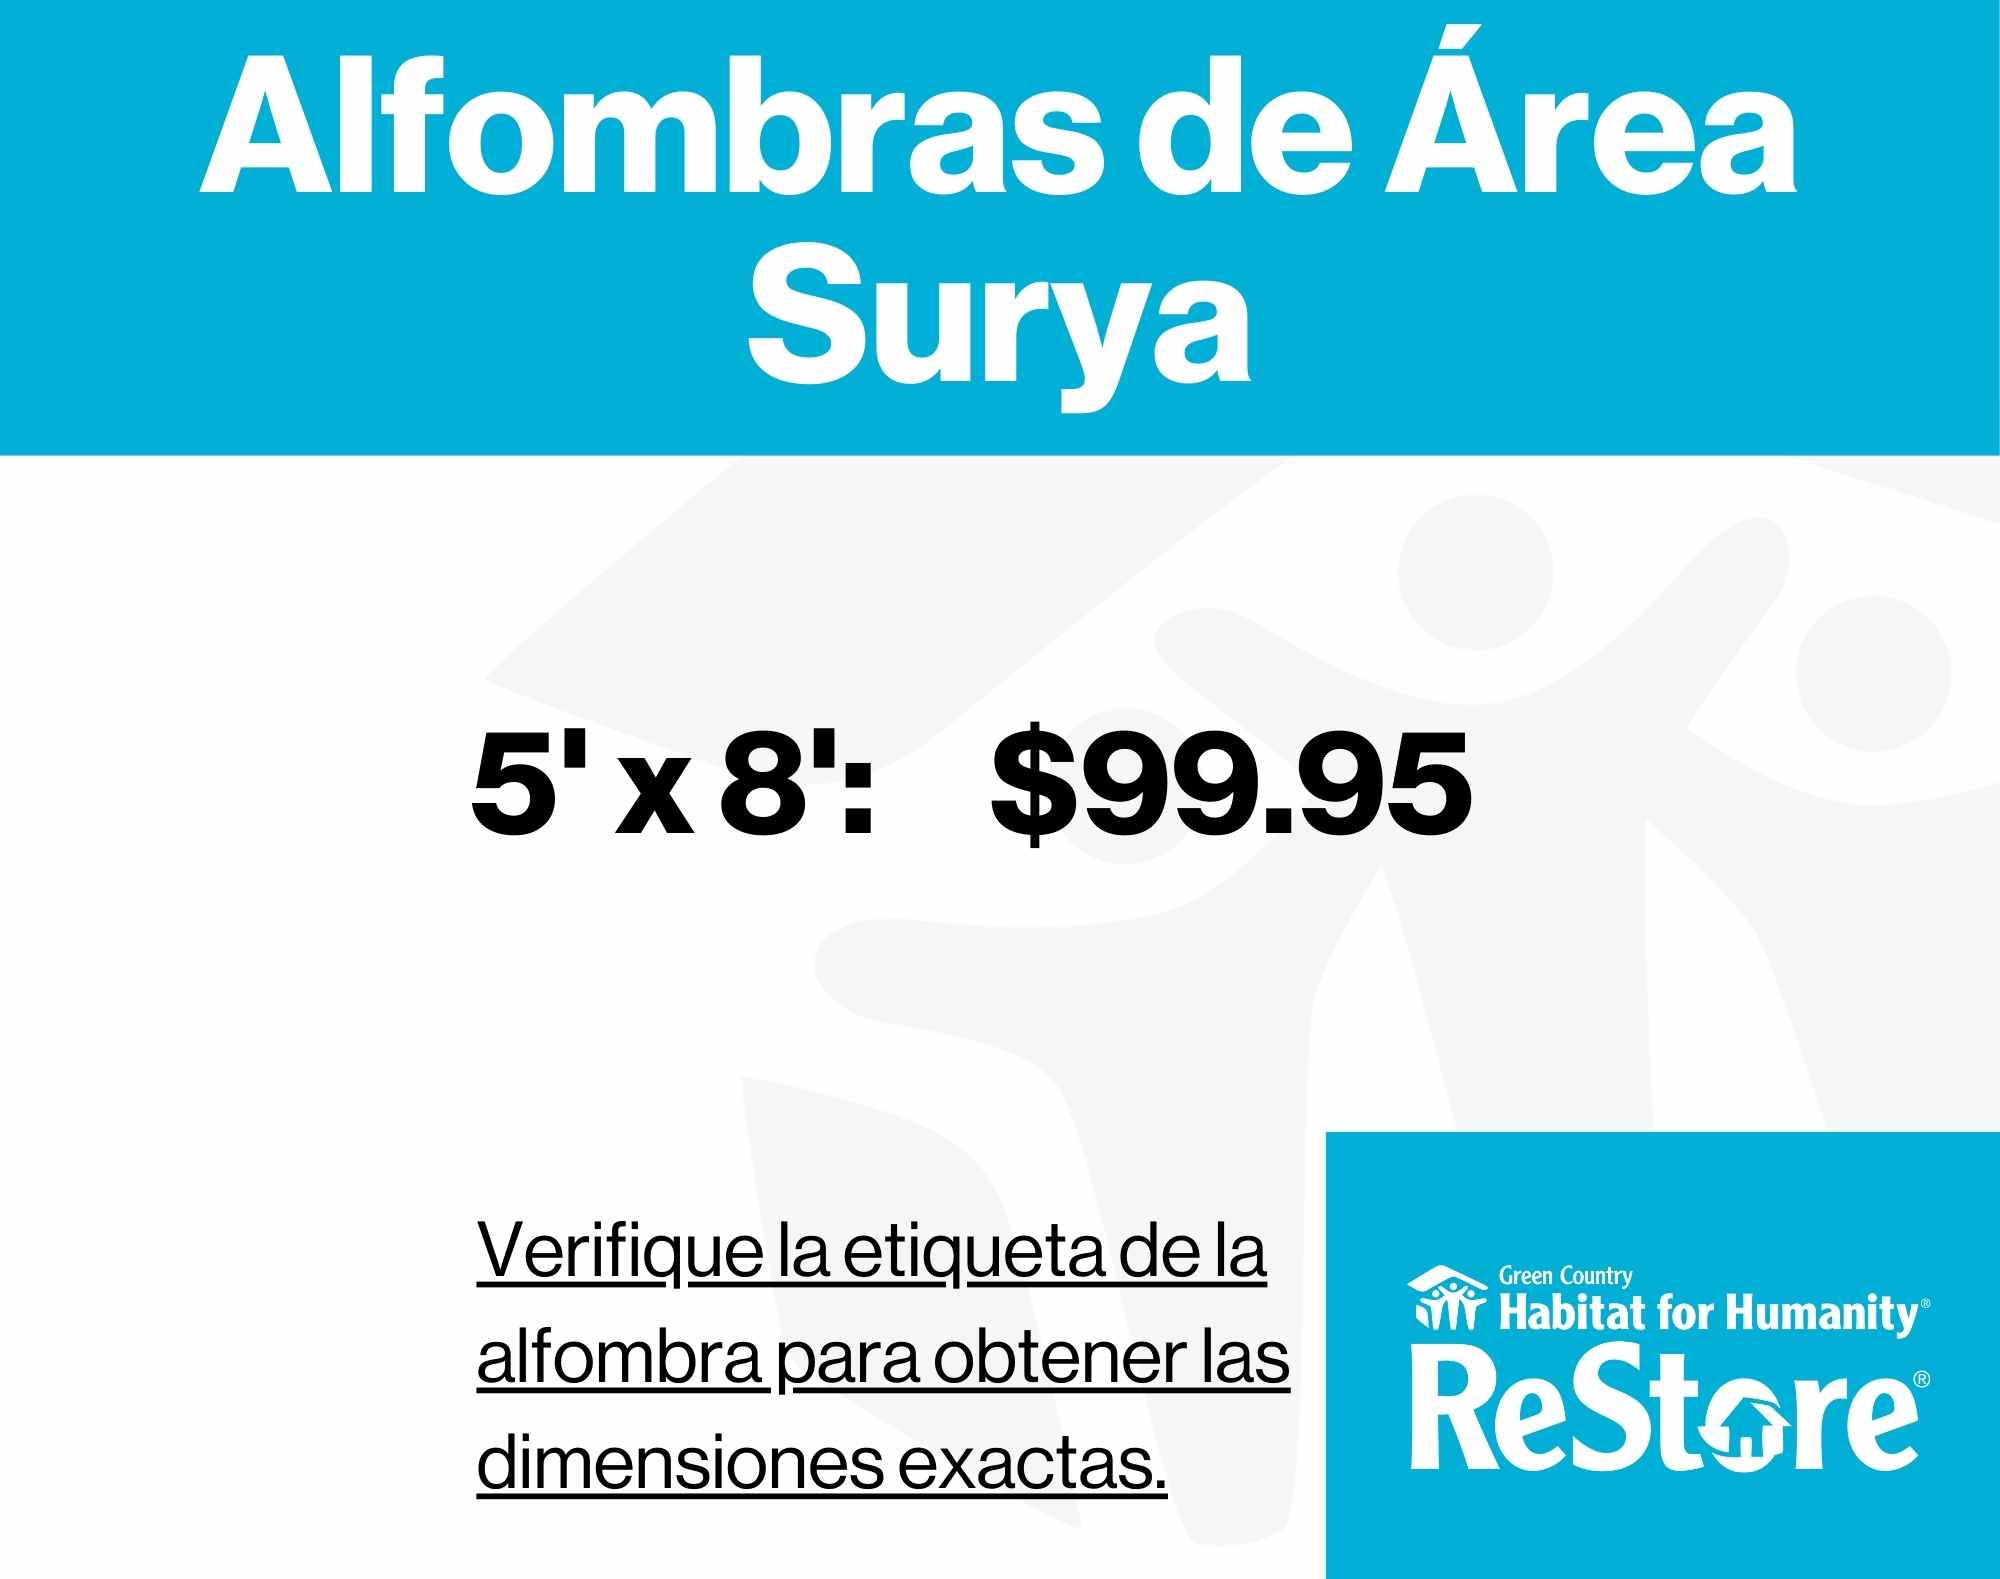 Alfombras de Área
Surya
5' x 8': $99.95
Verifique la etiqueta de la
alfombra para obtener las
dimensiones exactas.
Green Country
Habitat for Humanity®
ReStore®